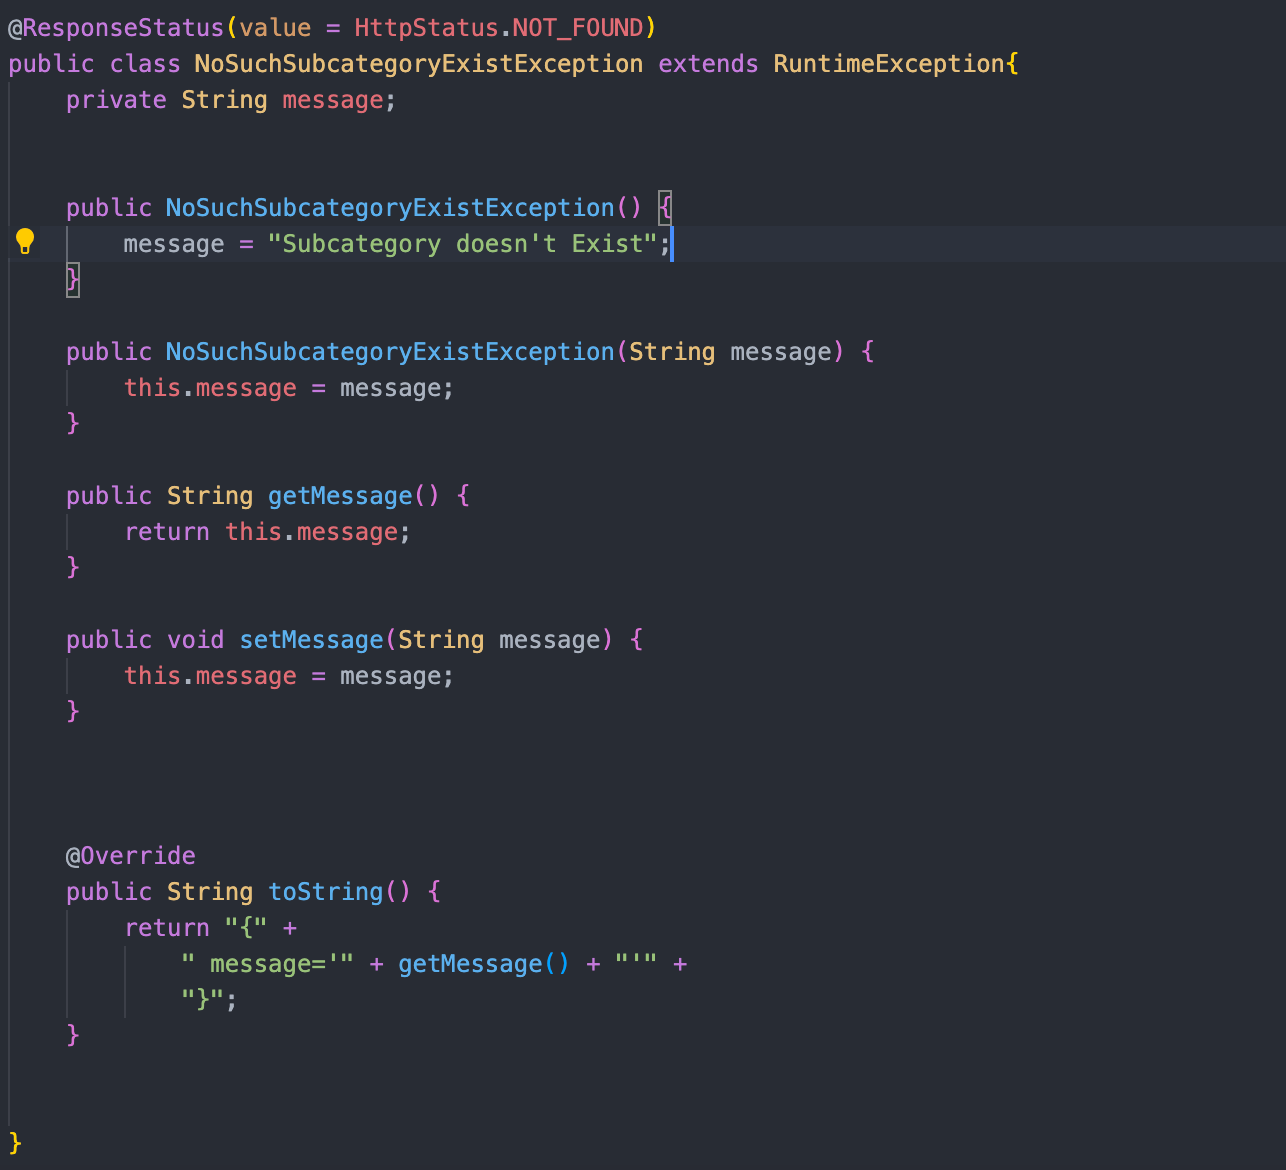 @ResponseStatus(value = HttpStatus.NOT_FOUND)
public class NoSuchSubcategoryExistException extends RuntimeException{
    private String message;
    public NoSuchSubcategoryExistException() {
        message = "Subcategory doesn't Exist";
    }
    public NoSuchSubcategoryExistException(String message) {
        this.message = message;
    }
    public String getMessage() {
        return this.message;
    }
    public void setMessage(String message) {
        this.message = message;
    }
    @Override
    public String toString() {
        return "{" +
            " message='" + getMessage() + "'" +
            "}";
    }
}